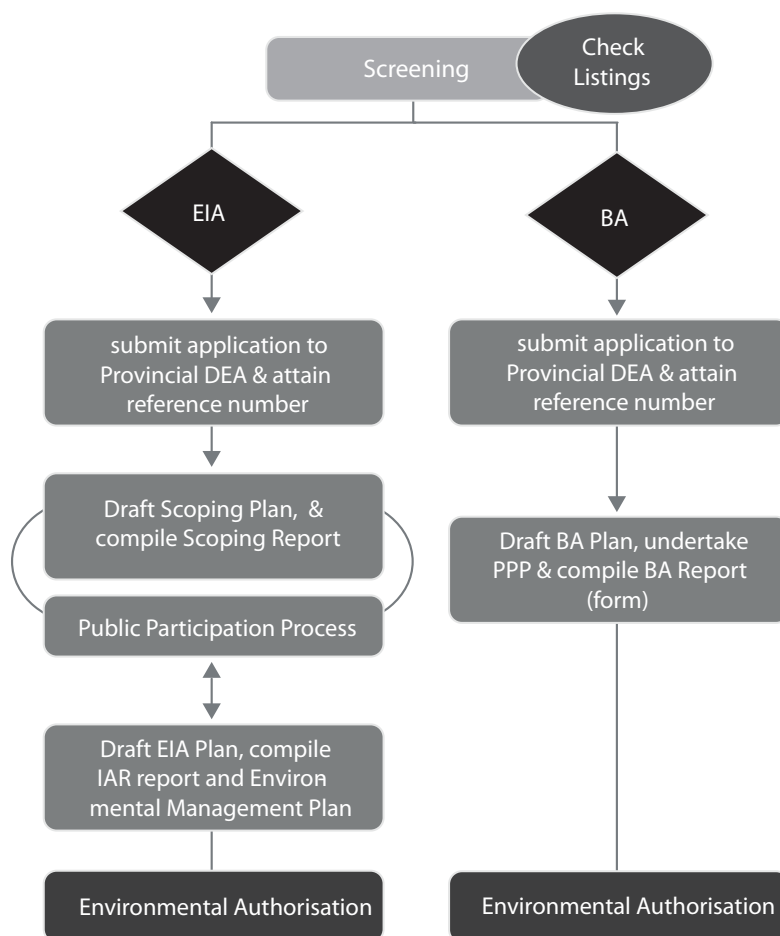 Screening
Check
Listings
EIA
BA
submit application to
Provincial DEA & attain
reference number
submit application to
Provincial DEA & attain
reference number
Draft Scoping Plan, &
compile Scoping Report
Public Participation Process
Draft BA Plan, undertake
PPP & compile BA Report
(form)
Draft EIA Plan, compile
IAR report and Environ-
mental Management Plan
Environmental Authorisation
Environmental Authorisation